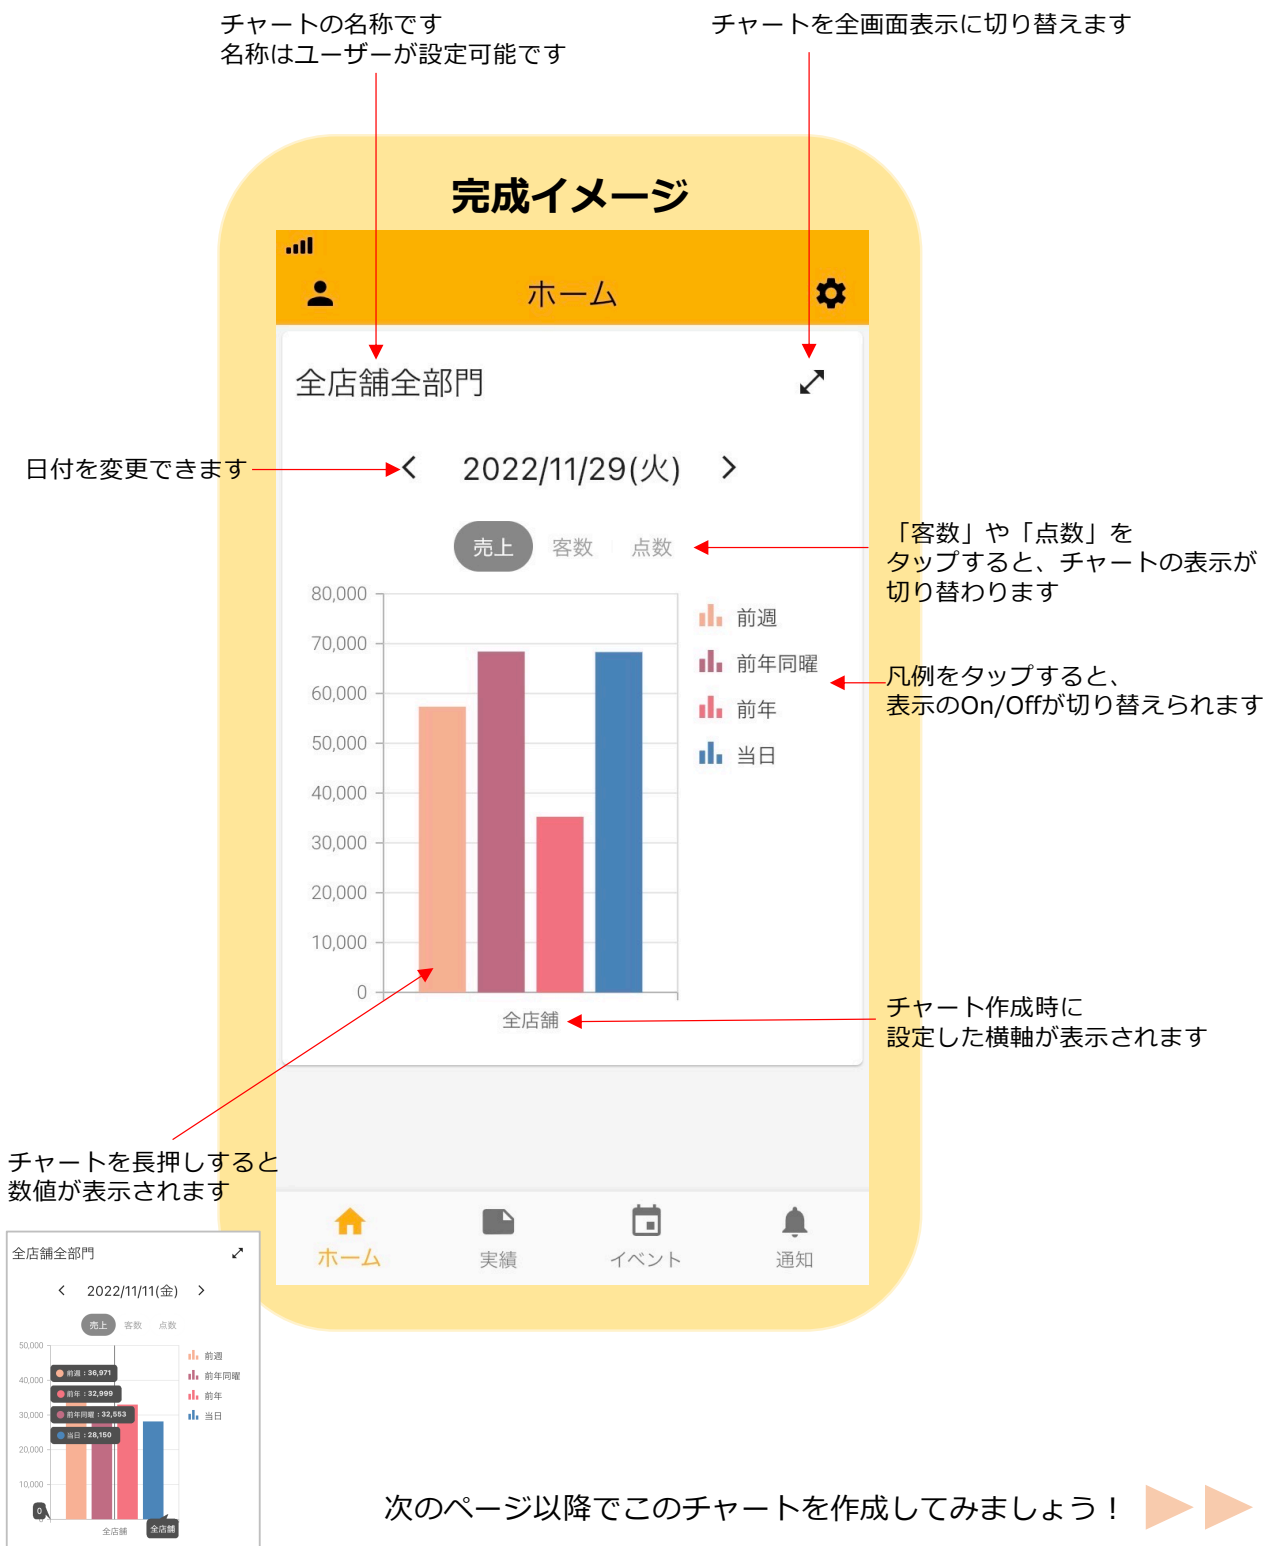 チャートの名称です
名称はユーザーが設定可能です
チャートを全画面表示に切り替えます
完成イメージ
ホーム
全店舗全部門
日付を変更できます
2022/11/29(火)
売上 客数 点数
「客数」や「点数」を
タップすると、チャートの表示が
切り替わります
80,000
70,000
60,000
50,000
40,000
30,000
20,000
10,000
0
前週
前年同曜
前年
当日
凡例をタップすると、
表示のOn/Offが切り替えられます
全店舗
チャート作成時に
設定した横軸が表示されます
チャートを長押しすると
数値が表示されます
ホーム 実績 イベント 通知
全店舗全部門
2022/11/11(金)
売上 客数 点数
50,000
40,000
30,000
20,000
10,000
0
0
前週：36,971
前年：32,999
前年同曜：32,553
当日：28,150
前週
前年同曜
前年
当日
全店舗
全店舗
次のページ以降でこのチャートを作成してみましょう！